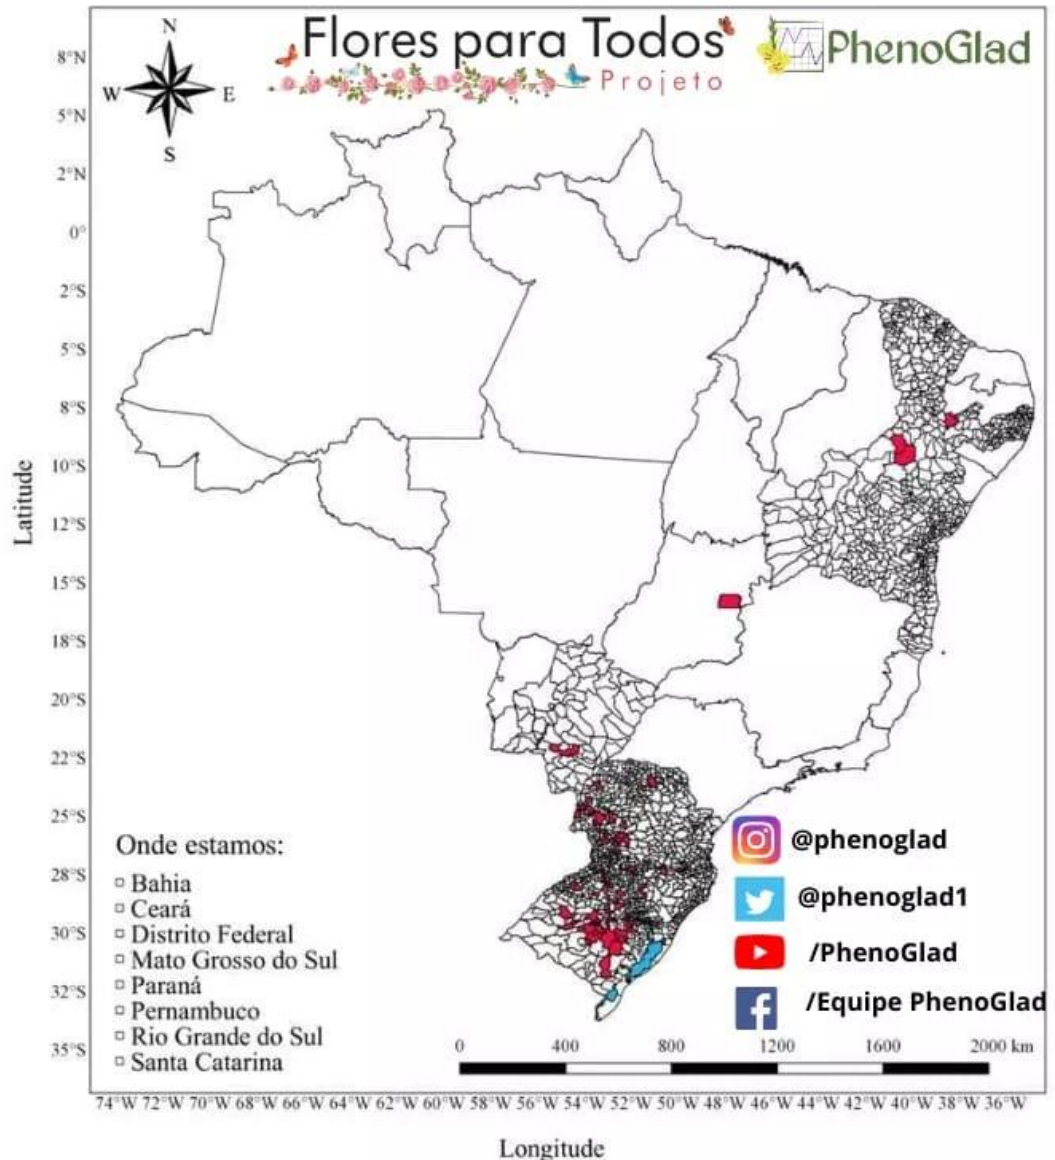 Flores para Todos
Projeto
PhenoGlad
N
W
E
S
8°N
5°N
2°N
0°
2°S
5°S
8°S
10°S
12°S
15°S
18°S
20°S
22°S
25°S
28°S
30°S
32°S
35°S
Latitude
Onde estamos:
Bahia
Ceará
Distrito Federal
Mato Grosso do Sul
Paraná
Pernambuco
Rio Grande do Sul
Santa Catarina
@phenoglad
@phenoglad1
/PhenoGlad
/Equipe PhenoGlad
0 400 800 1200 1600 2000 km
74°W 72°W 70°W 68°W 66°W 64°W 62°W 60°W 58°W 56°W 54°W 52°W 50°W 48°W 46°W 44°W 42°W 40°W 38°W 36°W
Longitude